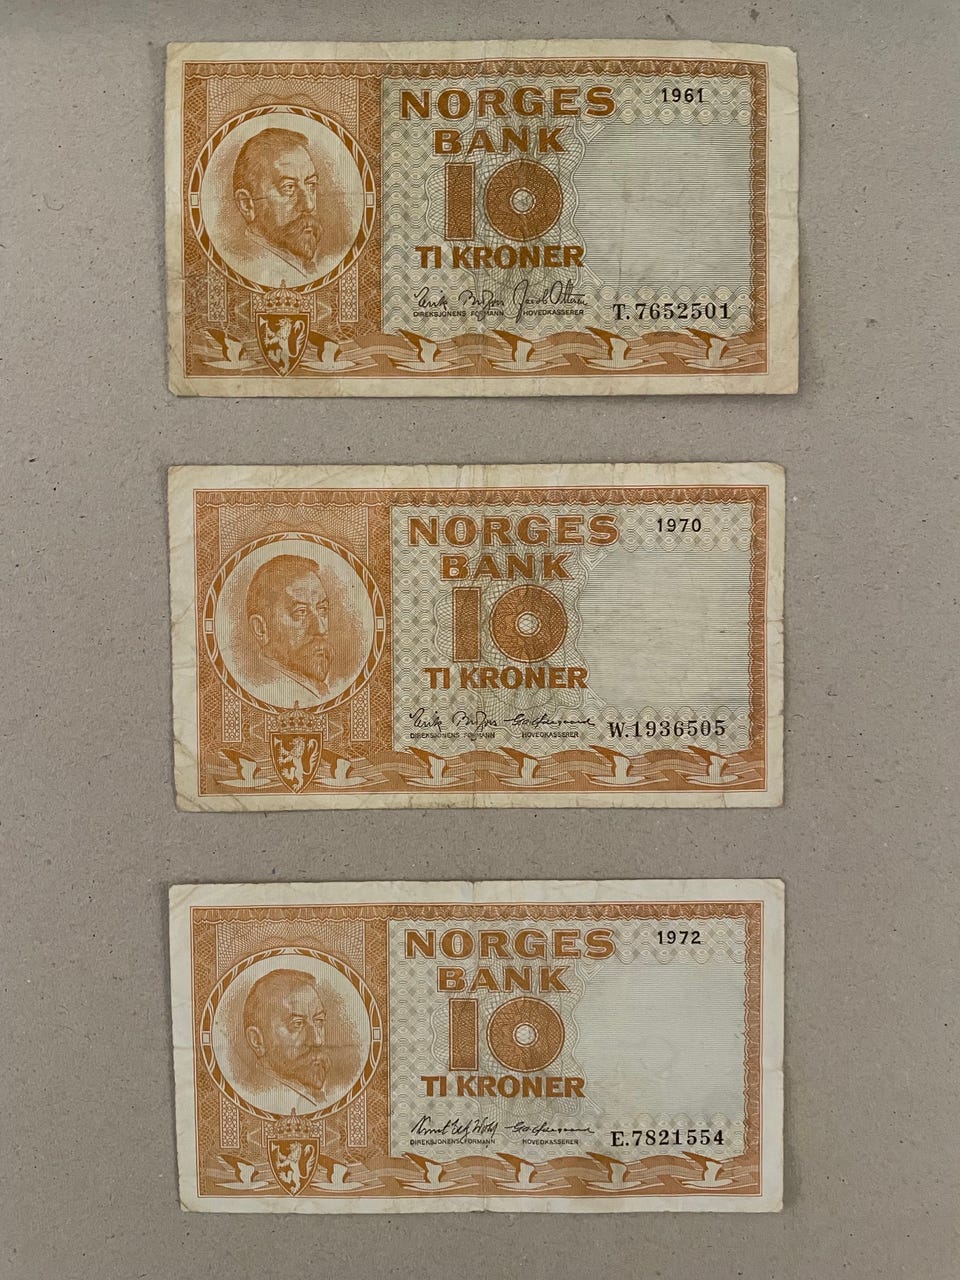 NORGES
1961
BANK
10
TI KRONER
DIREKSJONENS FORMANN HOVEDKASSERER
T.7652501
NORGES
1970
BANK
10
TI KRONER
DIREKSJONENS FORMANN HOVEDKASSERER
W.1936505
NORGES
1972
BANK
10
TI KRONER
DIREKSJONENS FORMANN HOVEDKASSERER
E.7821554